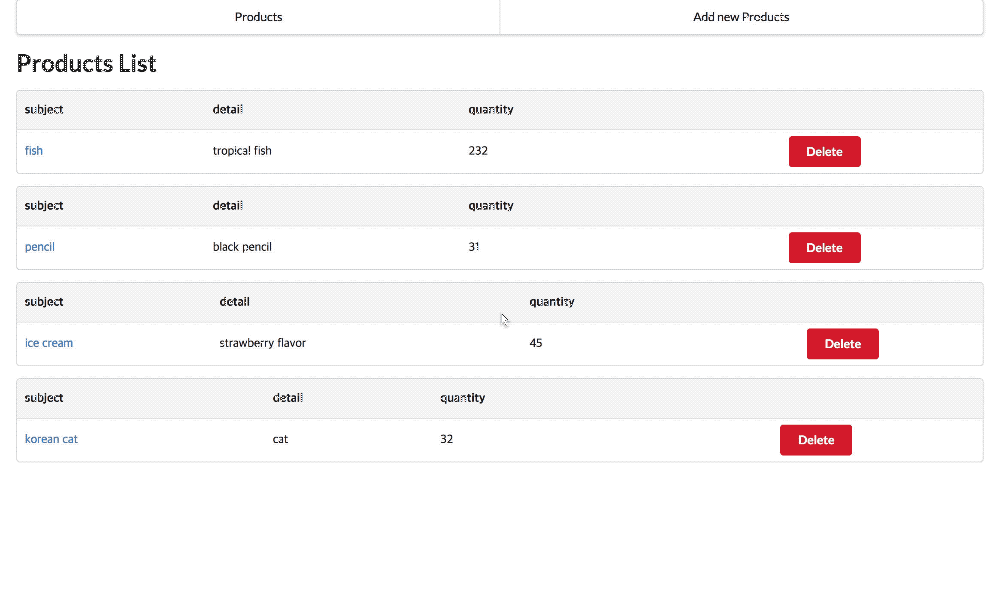 Products Add new Products
Products List
subject detail quantity
fish tropical fish 232 Delete
subject detail quantity
pencil black pencil 31 Delete
subject detail quantity
ice cream strawberry flavor 45 Delete
subject detail quantity
korean cat cat 32 Delete